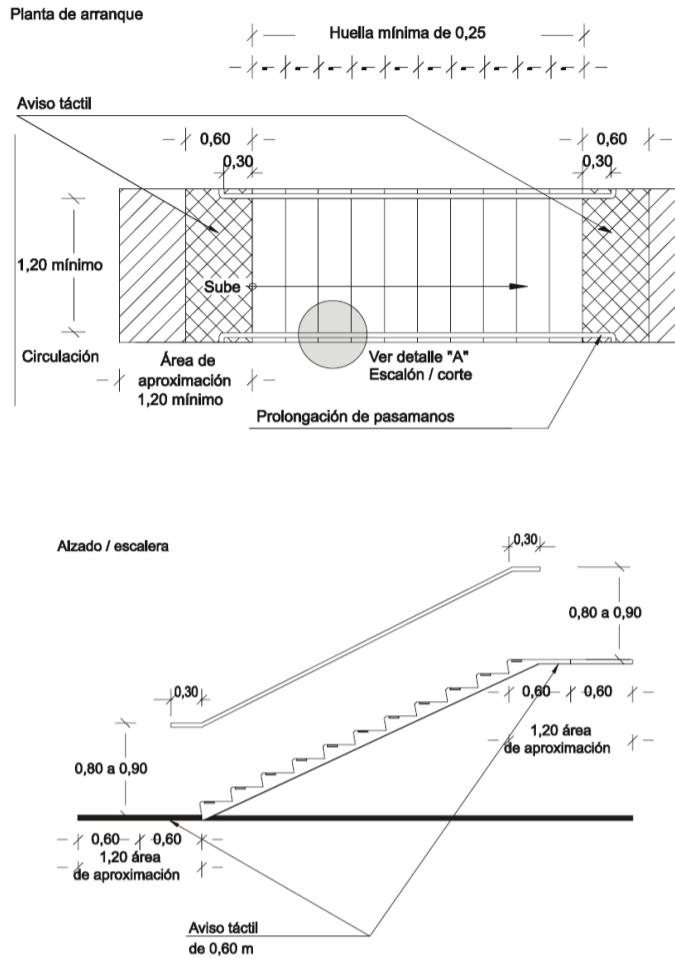 Planta de arranque
Huella mínima de 0,25
Aviso táctil
0,60
0,60
0,30
0,30
1,20 mínimo
Sube
Circulación
Área de
aproximación
1,20 mínimo
Ver detalle "A"
Escalón / corte
Prolongación de pasamanos
Alzado / escalera
0,30
0,80 a 0,90
0,30
0,60
0,60
1,20 área
de aproximación
0,80 a 0,90
0,60
0,60
1,20 área
de aproximación
Aviso táctil
de 0,60 m